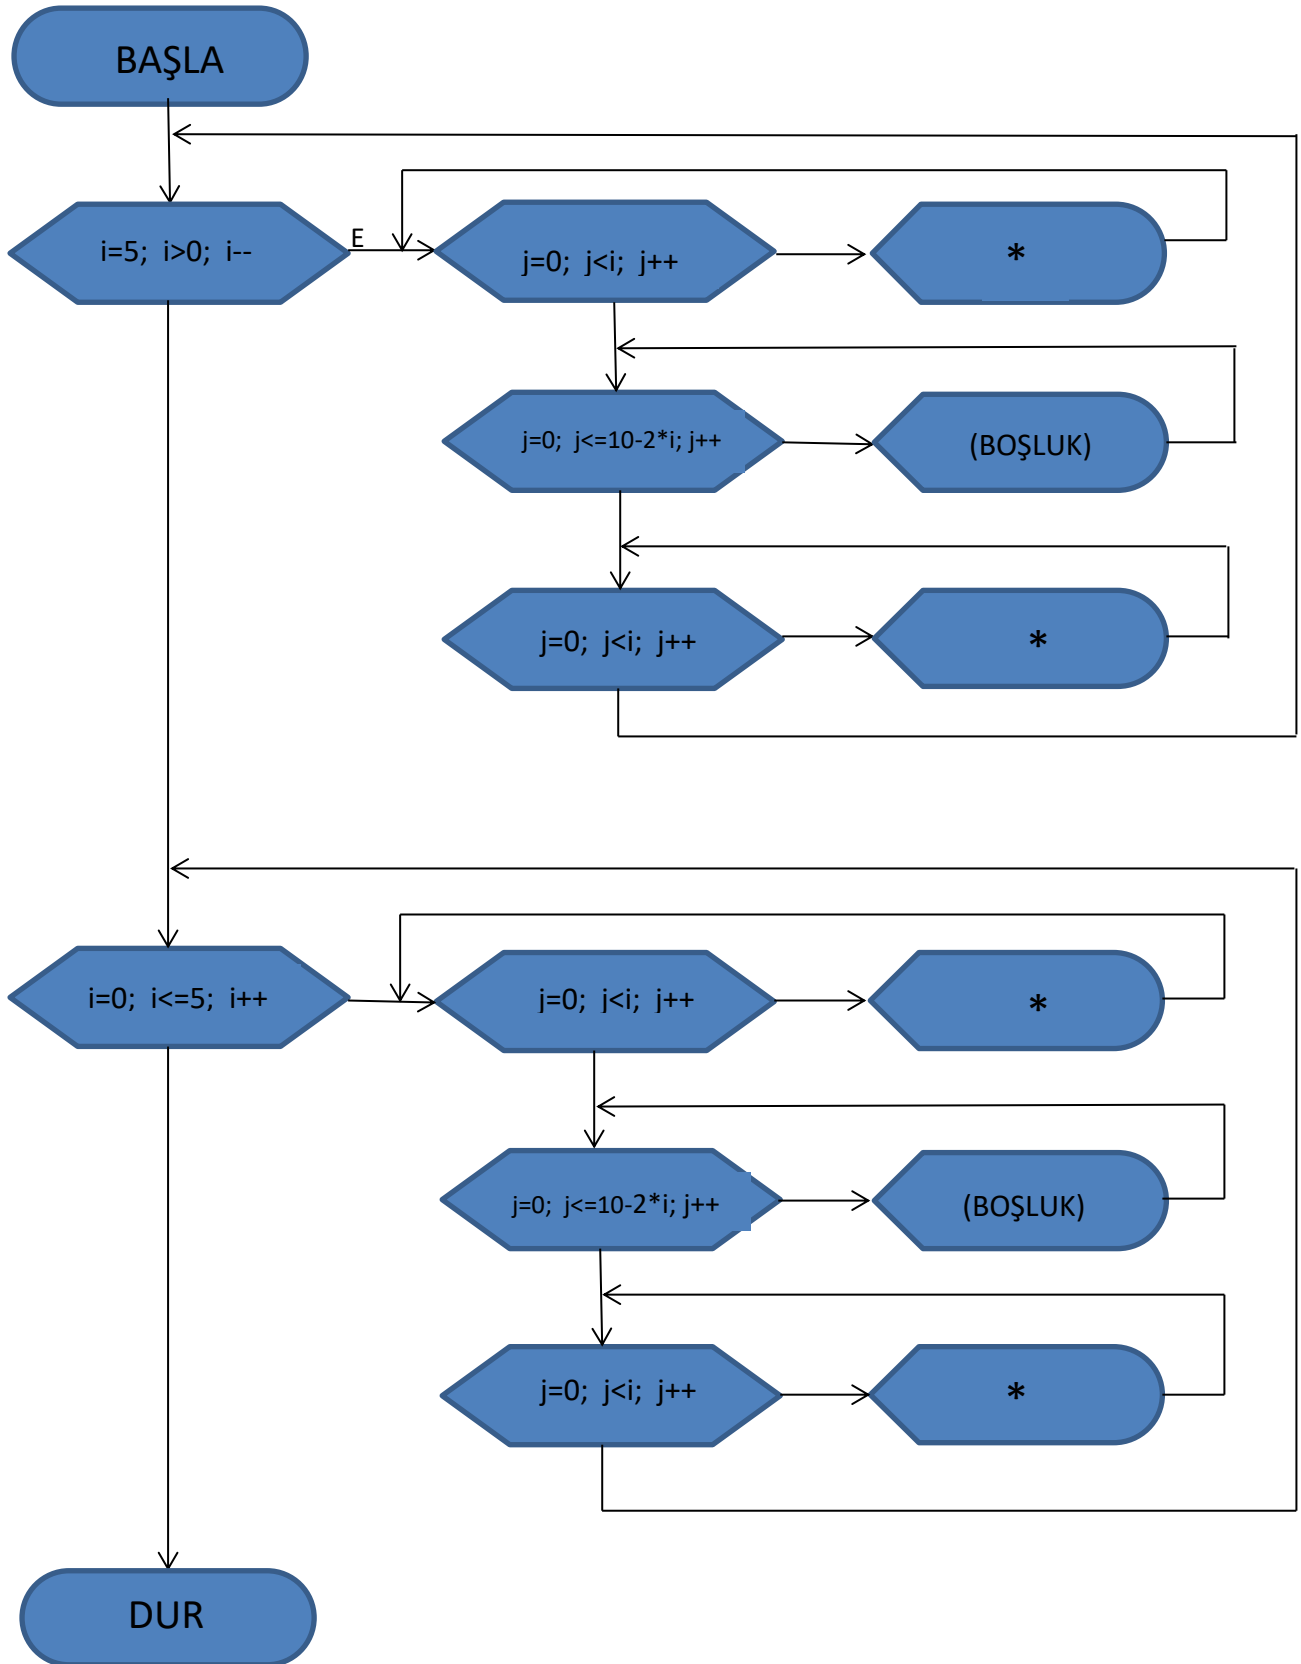 BAŞLA
E
i=5; i>0; i--
j=0; j<i; j++
*
j=0; j<=10-2*i; j++
(BOŞLUK)
j=0; j<i; j++
*
i=0; i<=5; i++
j=0; j<i; j++
*
j=0; j<=10-2*i; j++
(BOŞLUK)
j=0; j<i; j++
*
DUR